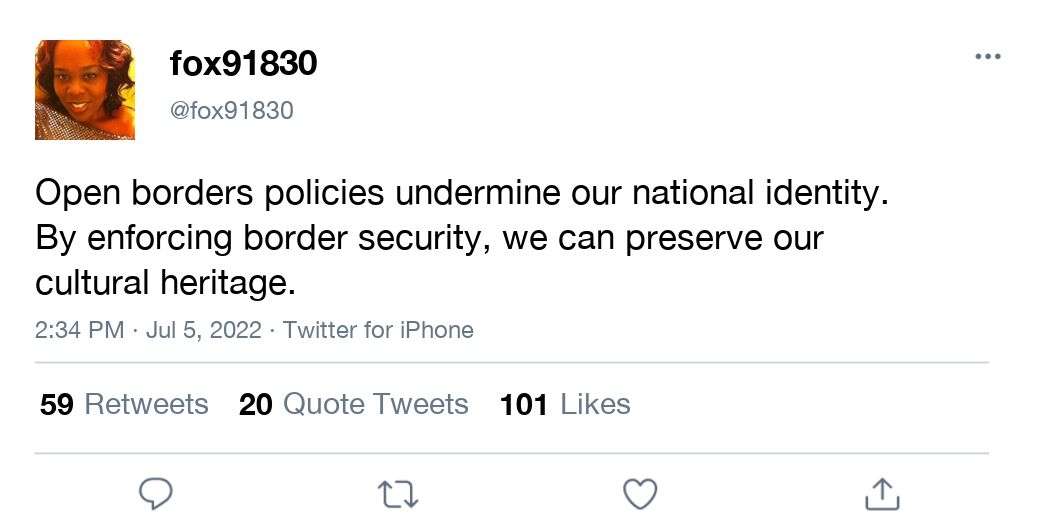 fox91830
@fox91830
Open borders policies undermine our national identity.
By enforcing border security, we can preserve our
cultural heritage.
2:34 PM · Jul 5, 2022 · Twitter for iPhone
59 Retweets 20 Quote Tweets 101 Likes